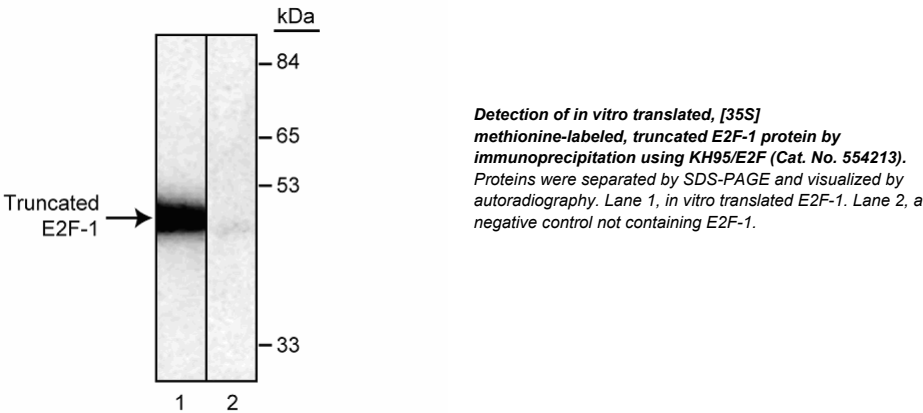 kDa
84
65
53
Truncated
E2F-1
33
1 2
Detection of in vitro translated, [35S]
methionine-labeled, truncated E2F-1 protein by
immunoprecipitation using KH95/E2F (Cat. No. 554213).
Proteins were separated by SDS-PAGE and visualized by
autoradiography. Lane 1, in vitro translated E2F-1. Lane 2, a
negative control not containing E2F-1.